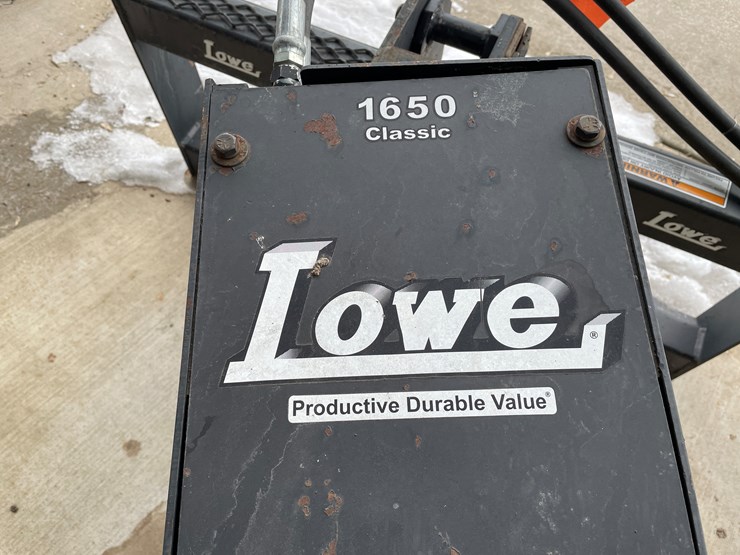 Lowe
1650
Classic
Lowe
Lowe®
Productive Durable Value®